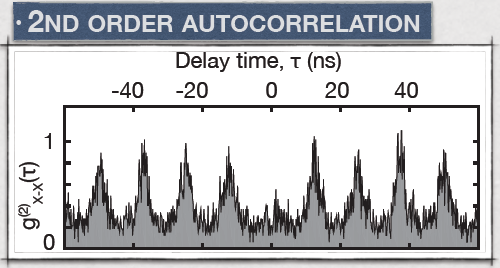 · 2ND ORDER AUTOCORRELATION
Delay time, τ (ns)
-40 -20 0 20 40
1
g⁽²⁾x-x(τ)
0